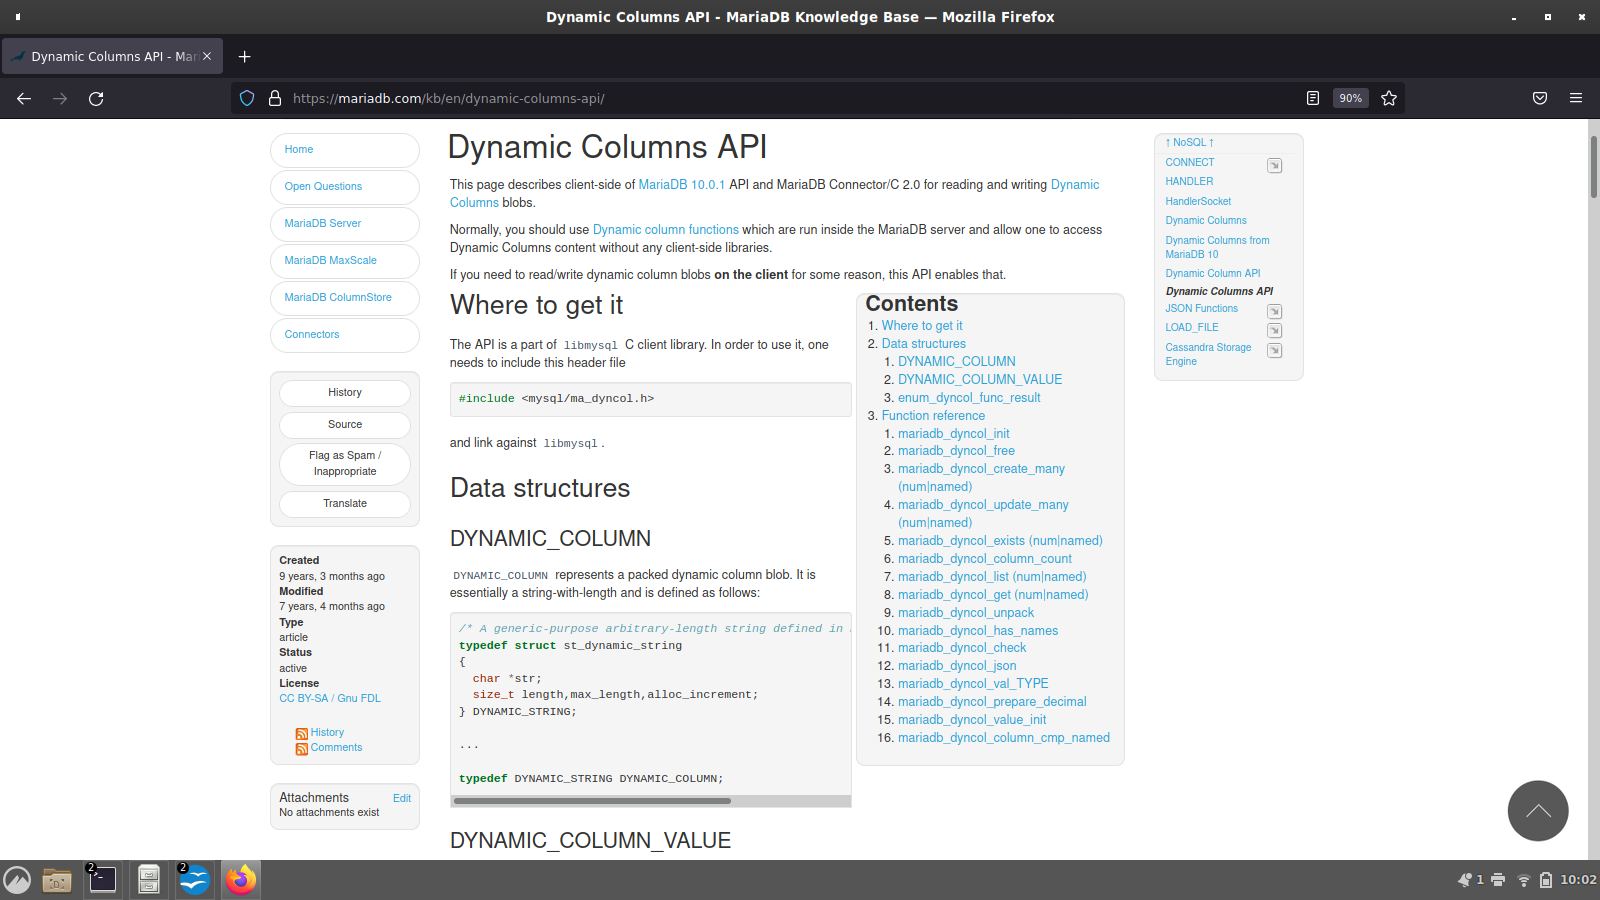 Dynamic Columns API - MariaDB Knowledge Base — Mozilla Firefox
Dynamic Columns API - Mar
https://mariadb.com/kb/en/dynamic-columns-api/
90%
Home
Open Questions
MariaDB Server
MariaDB MaxScale
MariaDB ColumnStore
Connectors
History
Source
Flag as Spam /
Inappropriate
Translate
Created
9 years, 3 months ago
Modified
7 years, 4 months ago
Type
article
Status
active
License
CC BY-SA / Gnu FDL
History
Comments
Attachments
Edit
No attachments exist
Dynamic Columns API
This page describes client-side of MariaDB 10.0.1 API and MariaDB Connector/C 2.0 for reading and writing Dynamic
Columns blobs.
Normally, you should use Dynamic column functions which are run inside the MariaDB server and allow one to access
Dynamic Columns content without any client-side libraries.
If you need to read/write dynamic column blobs on the client for some reason, this API enables that.
Where to get it
The API is a part of libmysql C client library. In order to use it, one
needs to include this header file
#include <mysql/ma_dyncol.h>
and link against libmysql.
Data structures
DYNAMIC_COLUMN
DYNAMIC_COLUMN represents a packed dynamic column blob. It is
essentially a string-with-length and is defined as follows:
/* A generic-purpose arbitrary-length string defined in
typedef struct st_dynamic_string
{
char *str;
size_t length,max_length,alloc_increment;
} DYNAMIC_STRING;
...
typedef DYNAMIC_STRING DYNAMIC_COLUMN;
DYNAMIC_COLUMN_VALUE
Contents
1. Where to get it
2. Data structures
1. DYNAMIC_COLUMN
2. DYNAMIC_COLUMN_VALUE
3. enum_dyncol_func_result
3. Function reference
1. mariadb_dyncol_init
2. mariadb_dyncol_free
3. mariadb_dyncol_create_many
(num|named)
4. mariadb_dyncol_update_many
(num|named)
5. mariadb_dyncol_exists (num|named)
6. mariadb_dyncol_column_count
7. mariadb_dyncol_list (num|named)
8. mariadb_dyncol_get (num|named)
9. mariadb_dyncol_unpack
10. mariadb_dyncol_has_names
11. mariadb_dyncol_check
12. mariadb_dyncol_json
13. mariadb_dyncol_val_TYPE
14. mariadb_dyncol_prepare_decimal
15. mariadb_dyncol_value_init
16. mariadb_dyncol_column_cmp_named
↑ NoSQL ↑
CONNECT
HANDLER
HandlerSocket
Dynamic Columns
Dynamic Columns from
MariaDB 10
Dynamic Column API
Dynamic Columns API
JSON Functions
LOAD_FILE
Cassandra Storage
Engine
2
2
1
10:02